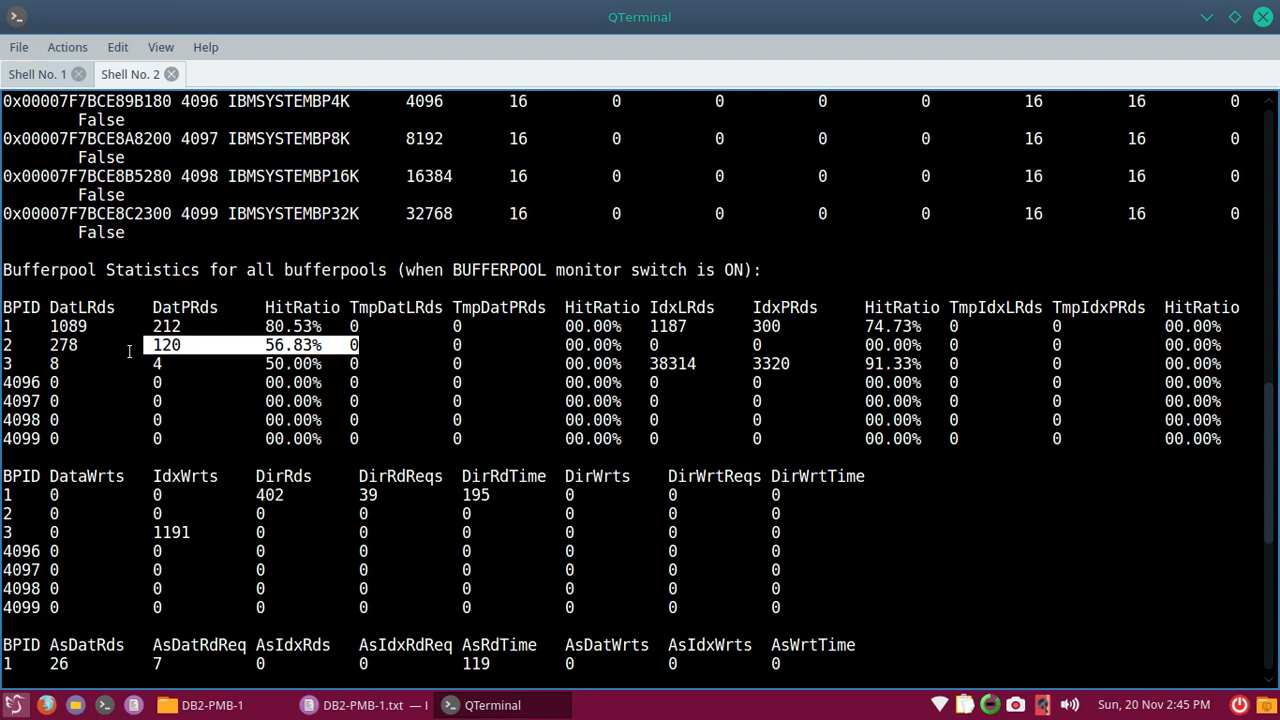 QTerminal
File Actions Edit View Help
Shell No. 1 Shell No. 2
0x00007F7BCE89B180 4096 IBMSYSTEMBP4K 4096 16 0 0 0 0 16 16 0
False
0x00007F7BCE8A8200 4097 IBMSYSTEMBP8K 8192 16 0 0 0 0 16 16 0
False
0x00007F7BCE8B5280 4098 IBMSYSTEMBP16K 16384 16 0 0 0 0 16 16 0
False
0x00007F7BCE8C2300 4099 IBMSYSTEMBP32K 32768 16 0 0 0 0 16 16 0
False
Bufferpool Statistics for all bufferpools (when BUFFERPOOL monitor switch is ON):
BPID DatLRds DatPRds HitRatio TmpDatLRds TmpDatPRds HitRatio IdxLRds IdxPRds HitRatio TmpIdxLRds TmpIdxPRds HitRatio
1 1089 212 80.53% 0 0 00.00% 1187 300 74.73% 0 0 00.00%
2 278 120 56.83% 0 0 00.00% 0 0 00.00% 0 0 00.00%
3 8 4 50.00% 0 0 00.00% 38314 3320 91.33% 0 0 00.00%
4096 0 0 00.00% 0 0 00.00% 0 0 00.00% 0 0 00.00%
4097 0 0 00.00% 0 0 00.00% 0 0 00.00% 0 0 00.00%
4098 0 0 00.00% 0 0 00.00% 0 0 00.00% 0 0 00.00%
4099 0 0 00.00% 0 0 00.00% 0 0 00.00% 0 0 00.00%
BPID DataWrts IdxWrts DirRds DirRdReqs DirRdTime DirWrts DirWrtReqs DirWrtTime
1 0 0 402 39 195 0 0 0
2 0 0 0 0 0 0 0 0
3 0 1191 0 0 0 0 0 0
4096 0 0 0 0 0 0 0 0
4097 0 0 0 0 0 0 0 0
4098 0 0 0 0 0 0 0 0
4099 0 0 0 0 0 0 0 0
BPID AsDatRds AsDatRdReq AsIdxRds AsIdxRdReq AsRdTime AsDatWrts AsIdxWrts AsWrtTime
1 26 7 0 0 119 0 0 0
DB2-PMB-1 DB2-PMB-1.txt — QTerminal Sun, 20 Nov 2:45 PM